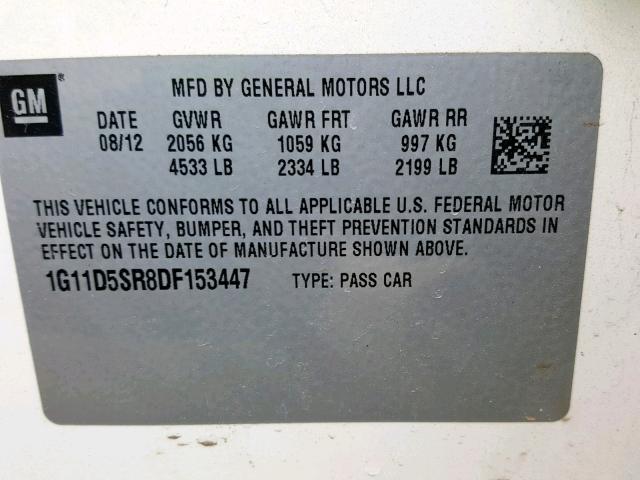 GM®
MFD BY GENERAL MOTORS LLC
DATE GVWR GAWR FRT GAWR RR
08/12 2056 KG 1059 KG 997 KG
4533 LB 2334 LB 2199 LB
THIS VEHICLE CONFORMS TO ALL APPLICABLE U.S. FEDERAL MOTOR
VEHICLE SAFETY, BUMPER, AND THEFT PREVENTION STANDARDS IN
EFFECT ON THE DATE OF MANUFACTURE SHOWN ABOVE.
1G11D5SR8DF153447 TYPE: PASS CAR